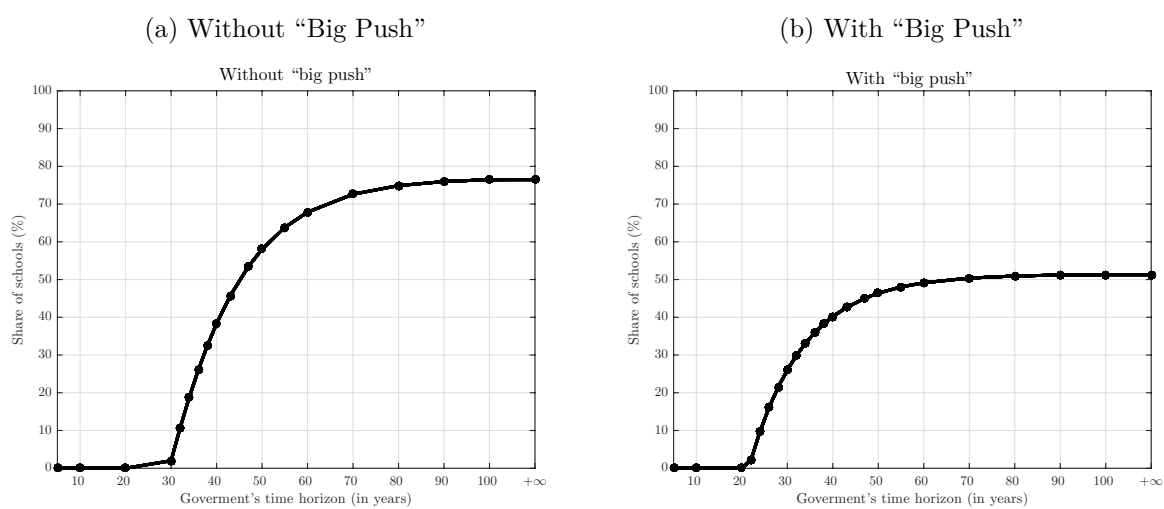 (a) Without “Big Push”
Without “big push”
100
90
80
70
60
50
40
30
20
10
0
Share of schools (%)
10 20 30 40 50 60 70 80 90 100 +∞
Goverment's time horizon (in years)
(b) With “Big Push”
With “big push”
100
90
80
70
60
50
40
30
20
10
0
Share of schools (%)
10 20 30 40 50 60 70 80 90 100 +∞
Goverment's time horizon (in years)